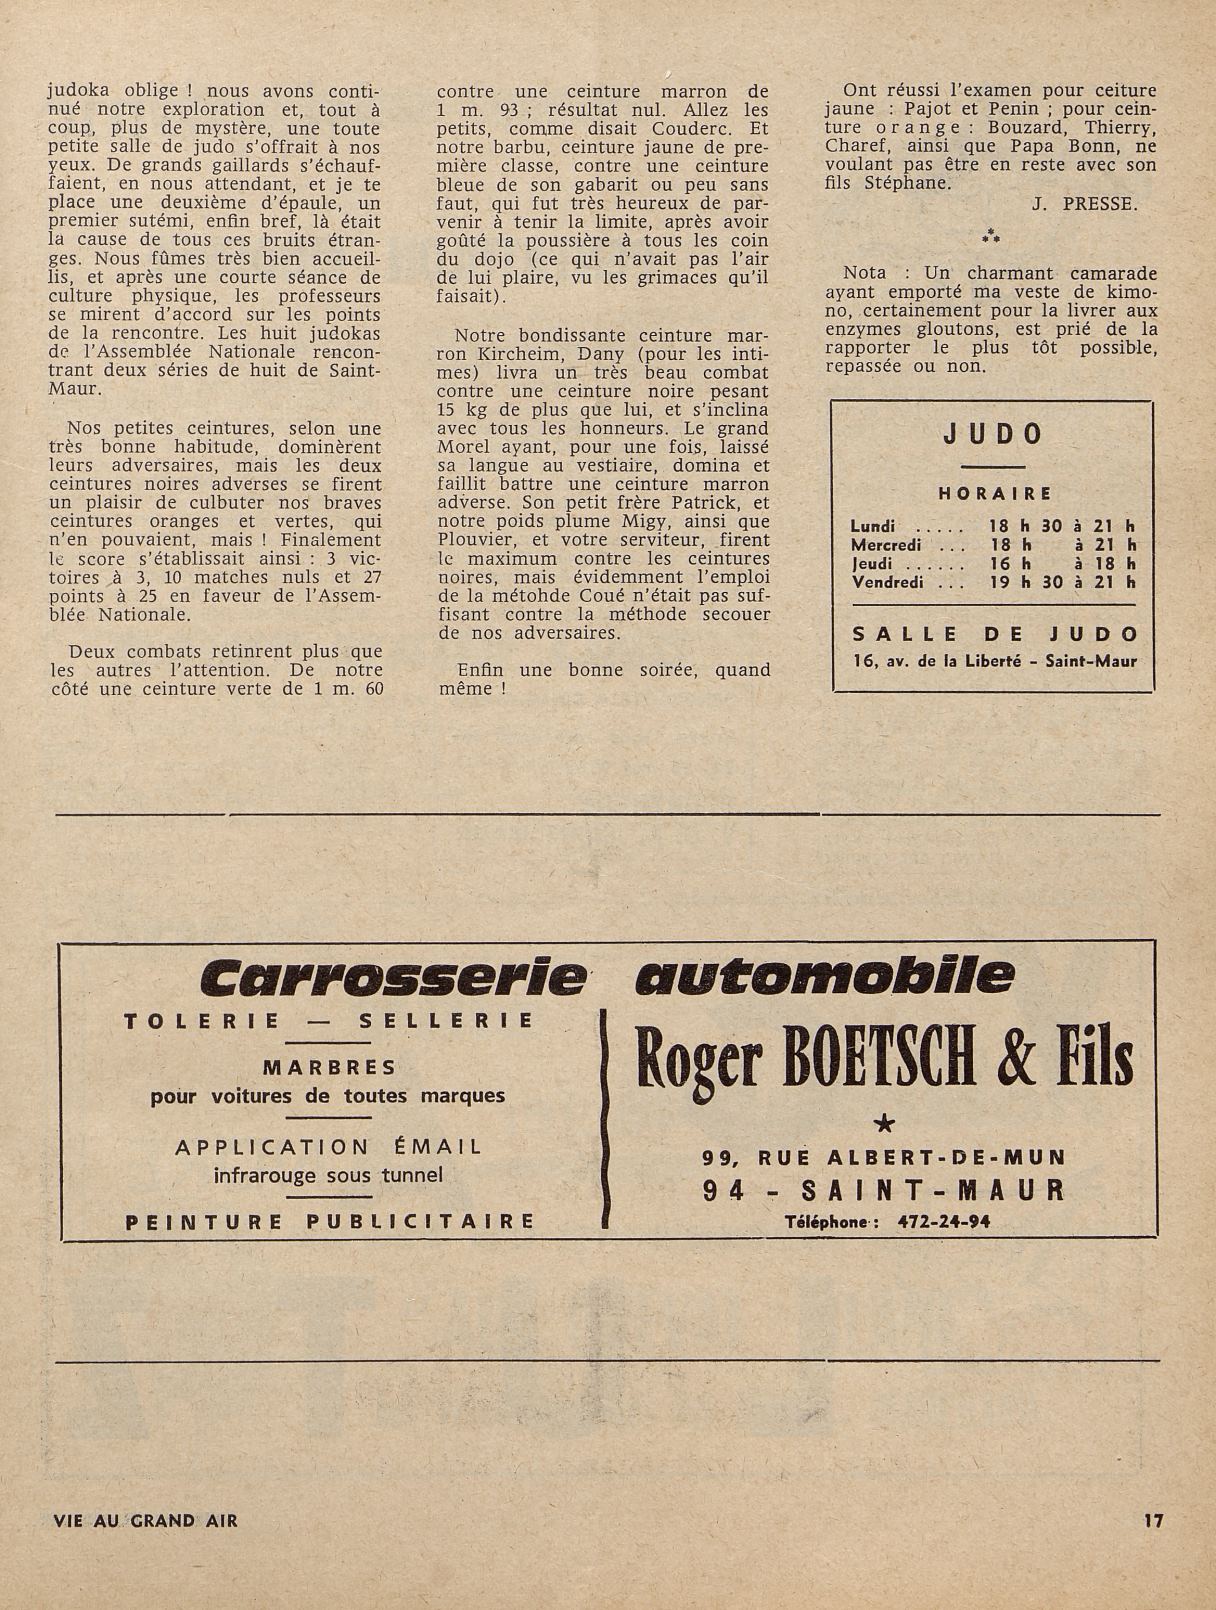 judoka oblige ! nous avons conti-
nué notre exploration et, tout à
coup, plus de mystère, une toute
petite salle de judo s'offrait à nos
yeux. De grands gaillards s'échauf-
faient, en nous attendant, et je te
place une deuxième d'épaule, un
premier sutémi, enfin bref, là était
la cause de tous ces bruits étran-
ges. Nous fûmes très bien accueil-
lis, et après une courte séance de
culture physique, les professeurs
se mirent d'accord sur les points
de la rencontre. Les huit judokas
de l'Assemblée Nationale rencon-
trant deux séries de huit de Saint-
Maur.
Nos petites ceintures, selon une
très bonne habitude, dominèrent
leurs adversaires, mais les deux
ceintures noires adverses se firent
un plaisir de culbuter nos braves
ceintures oranges et vertes, qui
n'en pouvaient, mais ! Finalement
le score s'établissait ainsi : 3 vic-
toires à 3, 10 matches nuls et 27
points à 25 en faveur de l'Assem-
blée Nationale.
Deux combats retinrent plus que
les autres l'attention. De notre
côté une ceinture verte de 1 m. 60
contre une ceinture marron de
1 m. 93 ; résultat nul. Allez les
petits, comme disait Couderc. Et
notre barbu, ceinture jaune de pre-
mière classe, contre une ceinture
bleue de son gabarit ou peu sans
faut, qui fut très heureux de par-
venir à tenir la limite, après avoir
goûté la poussière à tous les coin
du dojo (ce qui n'avait pas l'air
de lui plaire, vu les grimaces qu'il
faisait).
Notre bondissante ceinture mar-
ron Kircheim, Dany (pour les inti-
mes) livra un très beau combat
contre une ceinture noire pesant
15 kg de plus que lui, et s'inclina
avec tous les honneurs. Le grand
Morel ayant, pour une fois, laissé
sa langue au vestiaire, domina et
faillit battre une ceinture marron
adverse. Son petit frère Patrick, et
notre poids plume Migy, ainsi que
Plouvier, et votre serviteur, firent
le maximum contre les ceintures
noires, mais évidemment l'emploi
de la métohde Coué n'était pas suf-
fisant contre la méthode secouer
de nos adversaires.
Enfin une bonne soirée, quand
même !
Ont réussi l'examen pour ceiture
jaune : Pajot et Penin ; pour cein-
ture orange : Bouzard, Thierry,
Charef, ainsi que Papa Bonn, ne
voulant pas être en reste avec son
fils Stéphane.
J. PRESSE.
***
Nota : Un charmant camarade
ayant emporté ma veste de kimo-
no, certainement pour la livrer aux
enzymes gloutons, est prié de la
rapporter le plus tôt possible,
repassée ou non.
JUDO
HORAIRE
Lundi ..... 18 h 30 à 21 h
Mercredi ... 18 h à 21 h
Jeudi ...... 16 h à 18 h
Vendredi ... 19 h 30 à 21 h
SALLE DE JUDO
16, av. de la Liberté - Saint-Maur
Carrosserie automobile
TOLERIE — SELLERIE
MARBRES
pour voitures de toutes marques
APPLICATION ÉMAIL
infrarouge sous tunnel
PEINTURE PUBLICITAIRE
Roger BOETSCH & Fils
★
99, RUE ALBERT-DE-MUN
94 - SAINT-MAUR
Téléphone : 472-24-94
VIE AU GRAND AIR
17